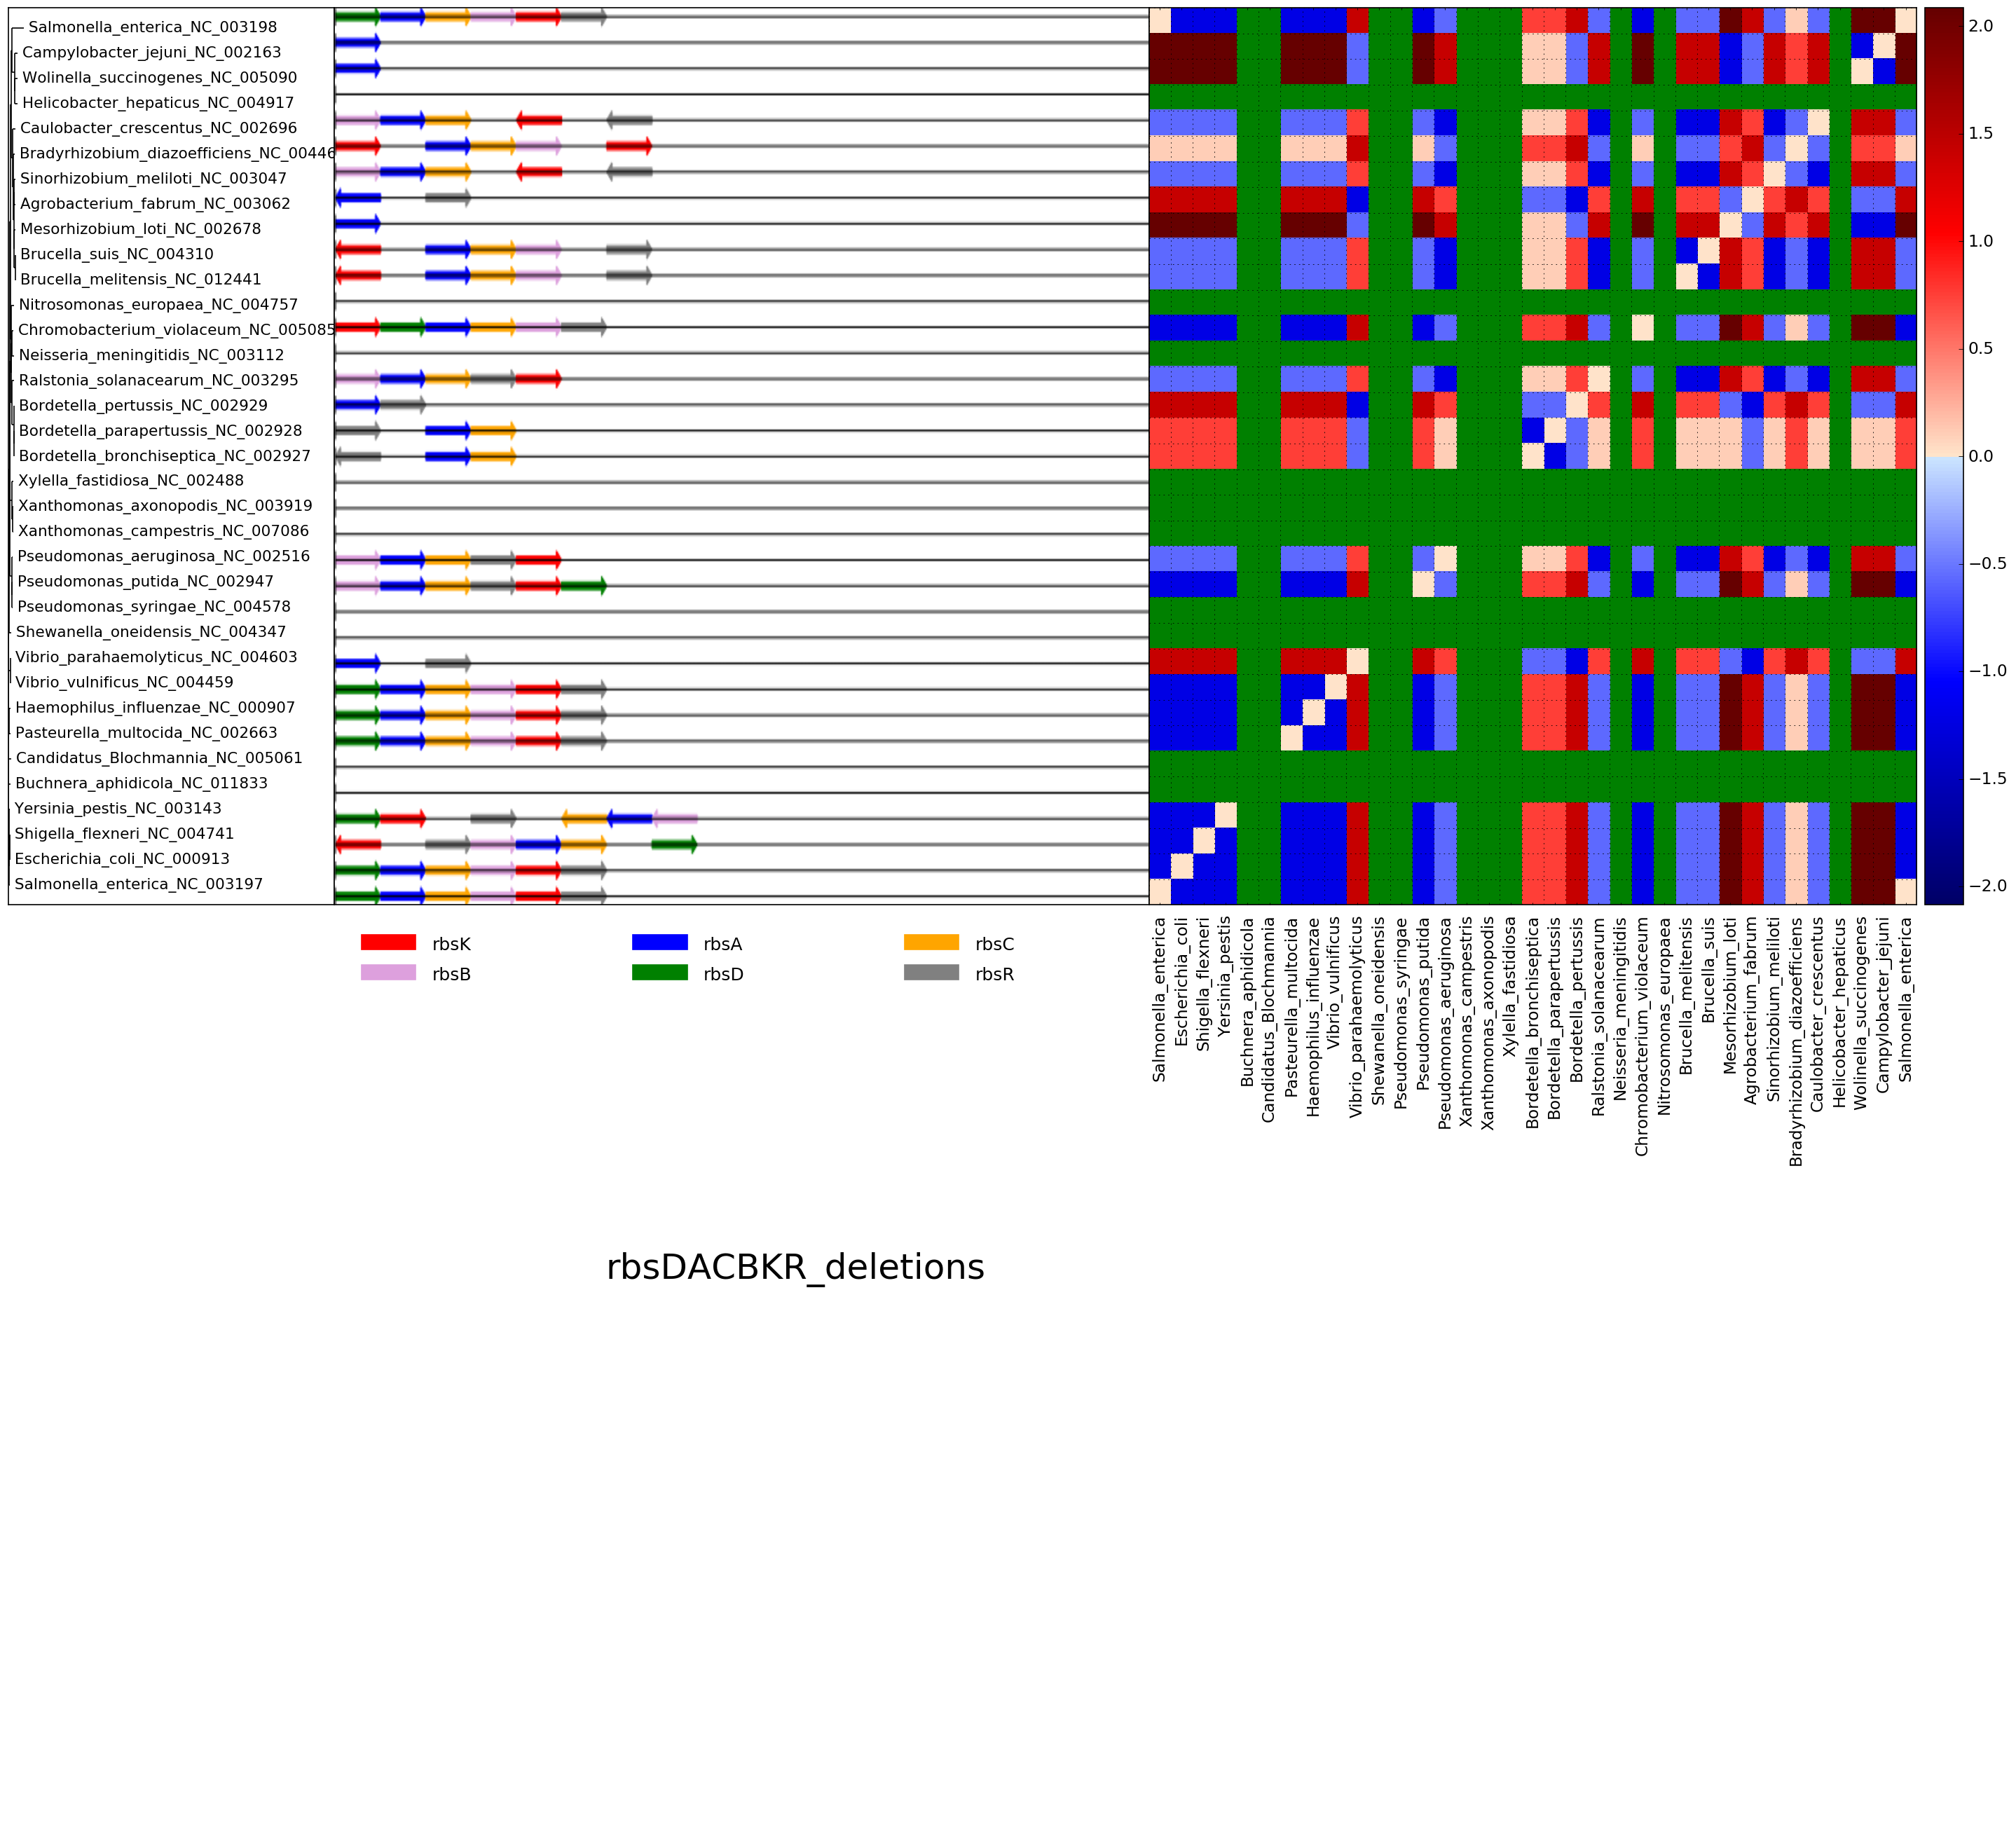 Salmonella_enterica_NC_003198
Campylobacter_jejuni_NC_002163
Wolinella_succinogenes_NC_005090
Helicobacter_hepaticus_NC_004917
Caulobacter_crescentus_NC_002696
Bradyrhizobium_diazoefficiens_NC_00446
Sinorhizobium_meliloti_NC_003047
Agrobacterium_fabrum_NC_003062
Mesorhizobium_loti_NC_002678
Brucella_suis_NC_004310
Brucella_melitensis_NC_012441
Nitrosomonas_europaea_NC_004757
Chromobacterium_violaceum_NC_005085
Neisseria_meningitidis_NC_003112
Ralstonia_solanacearum_NC_003295
Bordetella_pertussis_NC_002929
Bordetella_parapertussis_NC_002928
Bordetella_bronchiseptica_NC_002927
Xylella_fastidiosa_NC_002488
Xanthomonas_axonopodis_NC_003919
Xanthomonas_campestris_NC_007086
Pseudomonas_aeruginosa_NC_002516
Pseudomonas_putida_NC_002947
Pseudomonas_syringae_NC_004578
Shewanella_oneidensis_NC_004347
Vibrio_parahaemolyticus_NC_004603
Vibrio_vulnificus_NC_004459
Haemophilus_influenzae_NC_000907
Pasteurella_multocida_NC_002663
Candidatus_Blochmannia_NC_005061
Buchnera_aphidicola_NC_011833
Yersinia_pestis_NC_003143
Shigella_flexneri_NC_004741
Escherichia_coli_NC_000913
Salmonella_enterica_NC_003197
2.0
1.5
1.0
0.5
0.0
−0.5
−1.0
−1.5
−2.0
rbsK
rbsA
rbsC
rbsB
rbsD
rbsR
Salmonella_enterica
Escherichia_coli
Shigella_flexneri
Yersinia_pestis
Buchnera_aphidicola
Candidatus_Blochmannia
Pasteurella_multocida
Haemophilus_influenzae
Vibrio_vulnificus
Vibrio_parahaemolyticus
Shewanella_oneidensis
Pseudomonas_syringae
Pseudomonas_putida
Pseudomonas_aeruginosa
Xanthomonas_campestris
Xanthomonas_axonopodis
Xylella_fastidiosa
Bordetella_bronchiseptica
Bordetella_parapertussis
Bordetella_pertussis
Ralstonia_solanacearum
Neisseria_meningitidis
Chromobacterium_violaceum
Nitrosomonas_europaea
Brucella_melitensis
Brucella_suis
Mesorhizobium_loti
Agrobacterium_fabrum
Sinorhizobium_meliloti
Bradyrhizobium_diazoefficiens
Caulobacter_crescentus
Helicobacter_hepaticus
Wolinella_succinogenes
Campylobacter_jejuni
Salmonella_enterica
rbsDACBKR_deletions